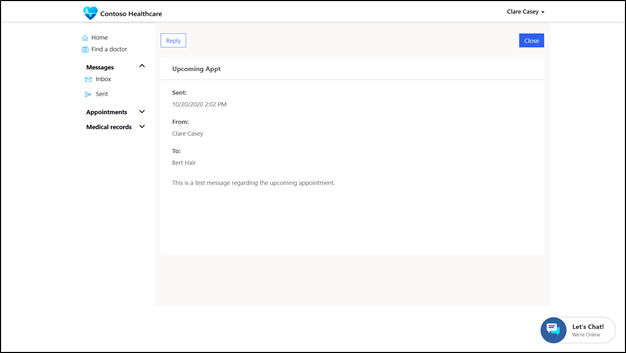 Contoso Healthcare
Clare Casey
Home
Find a doctor
Messages
Inbox
Sent
Appointments
Medical records
Reply
Close
Upcoming Appt
Sent:
10/20/2020 2:02 PM
From:
Clare Casey
To:
Bert Hair
This is a test message regarding the upcoming appointment.
Let's Chat!
We're Online